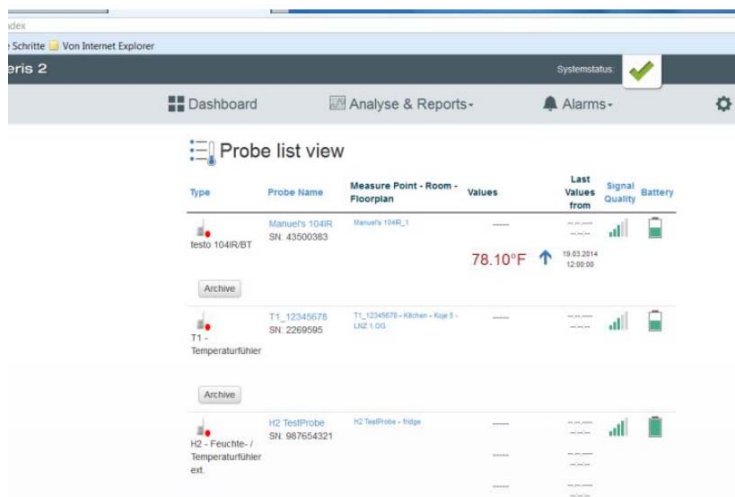 ndex
e Schritte Von Internet Explorer
eris 2
Systemstatus:
Dashboard
Analyse & Reports
Alarms
Probe list view
Type
Probe Name
Measure Point - Room -
Floorplan
Values
Last
Values
from
Signal
Quality
Battery
testo 104IR/BT
Manuel's 104IR
SN: 43500383
Manuel's 104IR_1
-----
--.--.----
--:--:--
78.10°F
19.03.2014
12:00:00
Archive
T1 -
Temperaturfühler
T1_12345678
SN: 2269595
T1_12345678 - Kitchen - Koje 5 -
LNZ 1.OG
-----
--.--.----
--:--:--
Archive
H2 - Feuchte- /
Temperaturfühler
ext.
H2 TestProbe
SN: 987654321
H2 TestProbe - fridge
-----
--.--.----
--:--:--
-----
--.--.----
--:--:--
-----
--.--.----
--:--:--